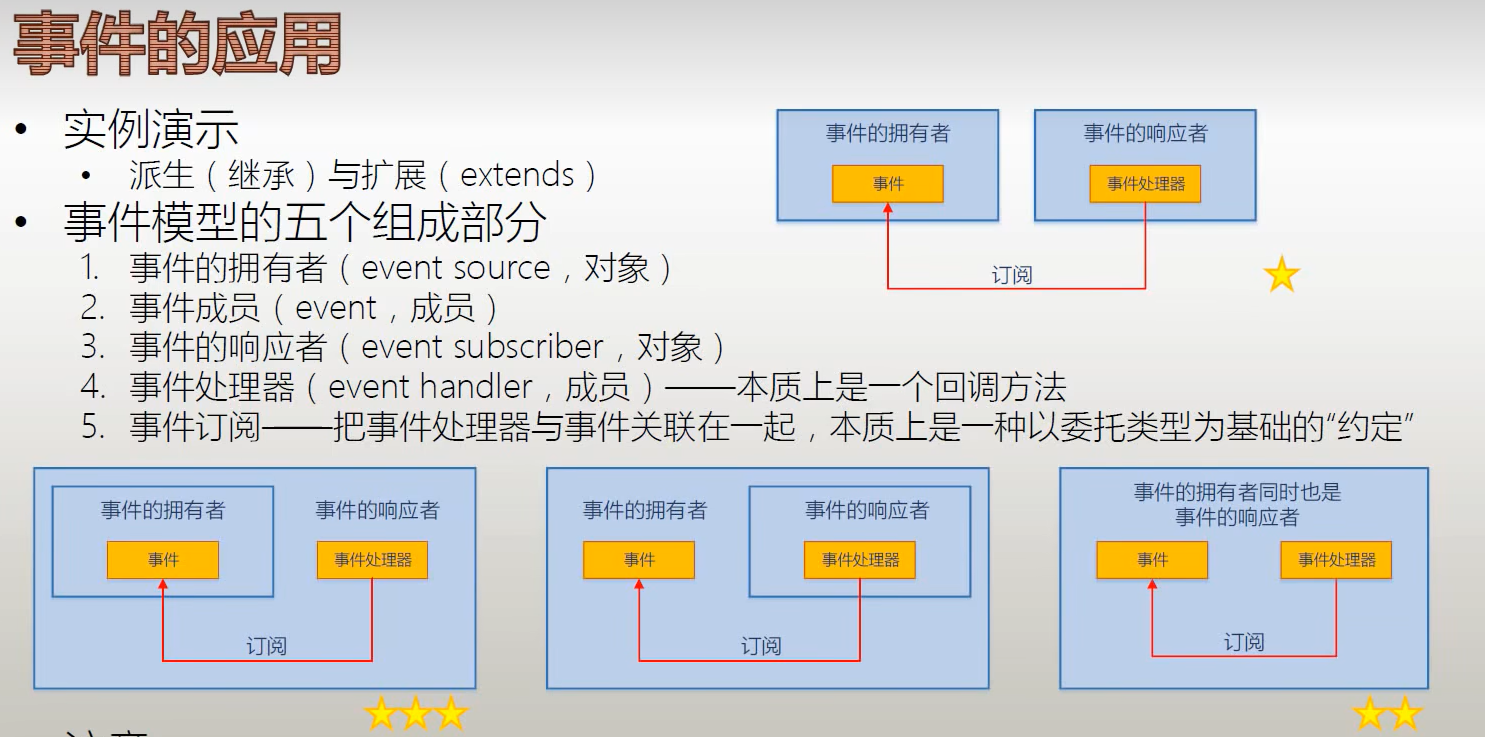 事件的应用
• 实例演示
• 派生（继承）与扩展（extends）
• 事件模型的五个组成部分
1. 事件的拥有者（event source，对象）
2. 事件成员（event，成员）
3. 事件的响应者（event subscriber，对象）
4. 事件处理器（event handler，成员）——本质上是一个回调方法
5. 事件订阅——把事件处理器与事件关联在一起，本质上是一种以委托类型为基础的“约定”
事件的拥有者
事件
事件的响应者
事件处理器
订阅
事件的拥有者
事件
事件的响应者
事件处理器
订阅
事件的拥有者
事件
事件的响应者
事件处理器
订阅
事件的拥有者同时也是
事件的响应者
事件
事件处理器
订阅